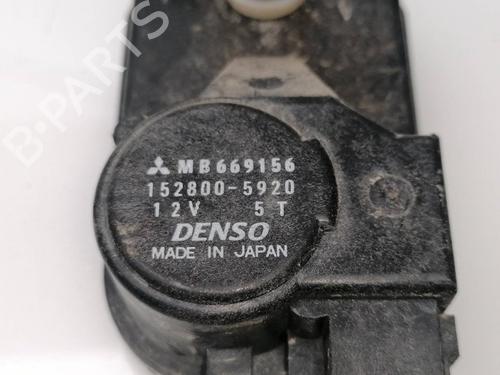 B-PARTS
MB669156
152800-5920
12V 5T
DENSO
MADE IN JAPAN